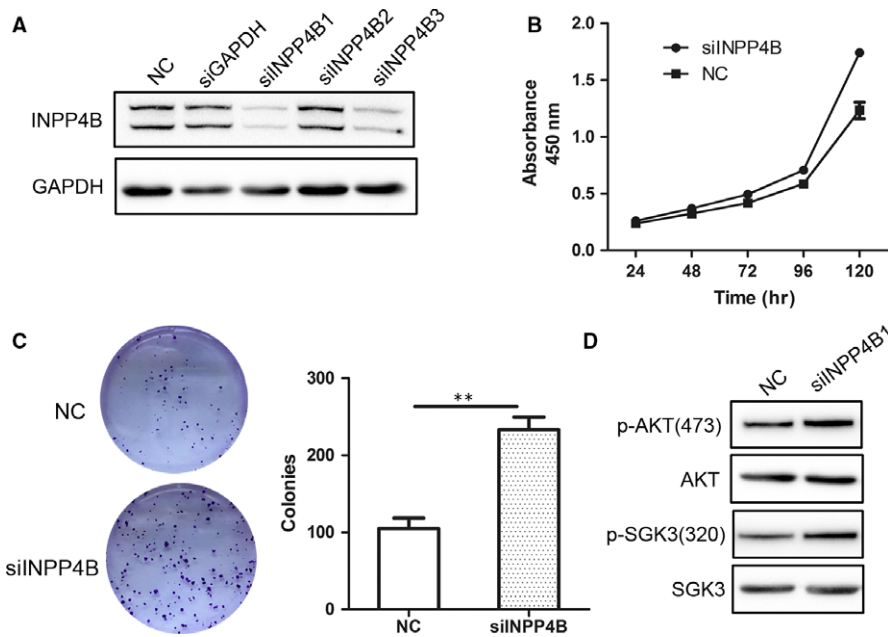 A
NC
siGAPDH
siINPP4B1
siINPP4B2
siINPP4B3
INPP4B
GAPDH
B
Absorbance
450 nm
2.0
1.5
1.0
0.5
0.0
siINPP4B
NC
24 48 72 96 120
Time (hr)
C
NC
siINPP4B
Colonies
300
200
100
0
**
NC siINPP4B
D
NC
siINPP4B1
p-AKT(473)
AKT
p-SGK3(320)
SGK3